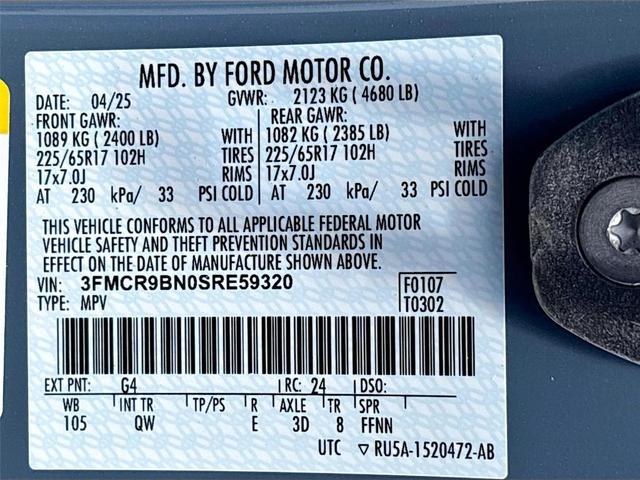 MFD. BY FORD MOTOR CO.
DATE: 04/25 GVWR: 2123 KG ( 4680 LB)
FRONT GAWR: REAR GAWR:
1089 KG ( 2400 LB) WITH 1082 KG ( 2385 LB) WITH
225/65R17 102H TIRES 225/65R17 102H TIRES
17x7.0J RIMS 17x7.0J RIMS
AT 230 kPa/ 33 PSI COLD AT 230 kPa/ 33 PSI COLD
THIS VEHICLE CONFORMS TO ALL APPLICABLE FEDERAL MOTOR
VEHICLE SAFETY AND THEFT PREVENTION STANDARDS IN
EFFECT ON THE DATE OF MANUFACTURE SHOWN ABOVE.
VIN: 3FMCR9BN0SRE59320 F0107
TYPE: MPV T0302
EXT PNT: G4 RC: 24 DSO:
WB INT TR TP/PS R AXLE TR SPR
105 QW E 3D 8 FFNN
UTC ▽ RU5A-1520472-AB